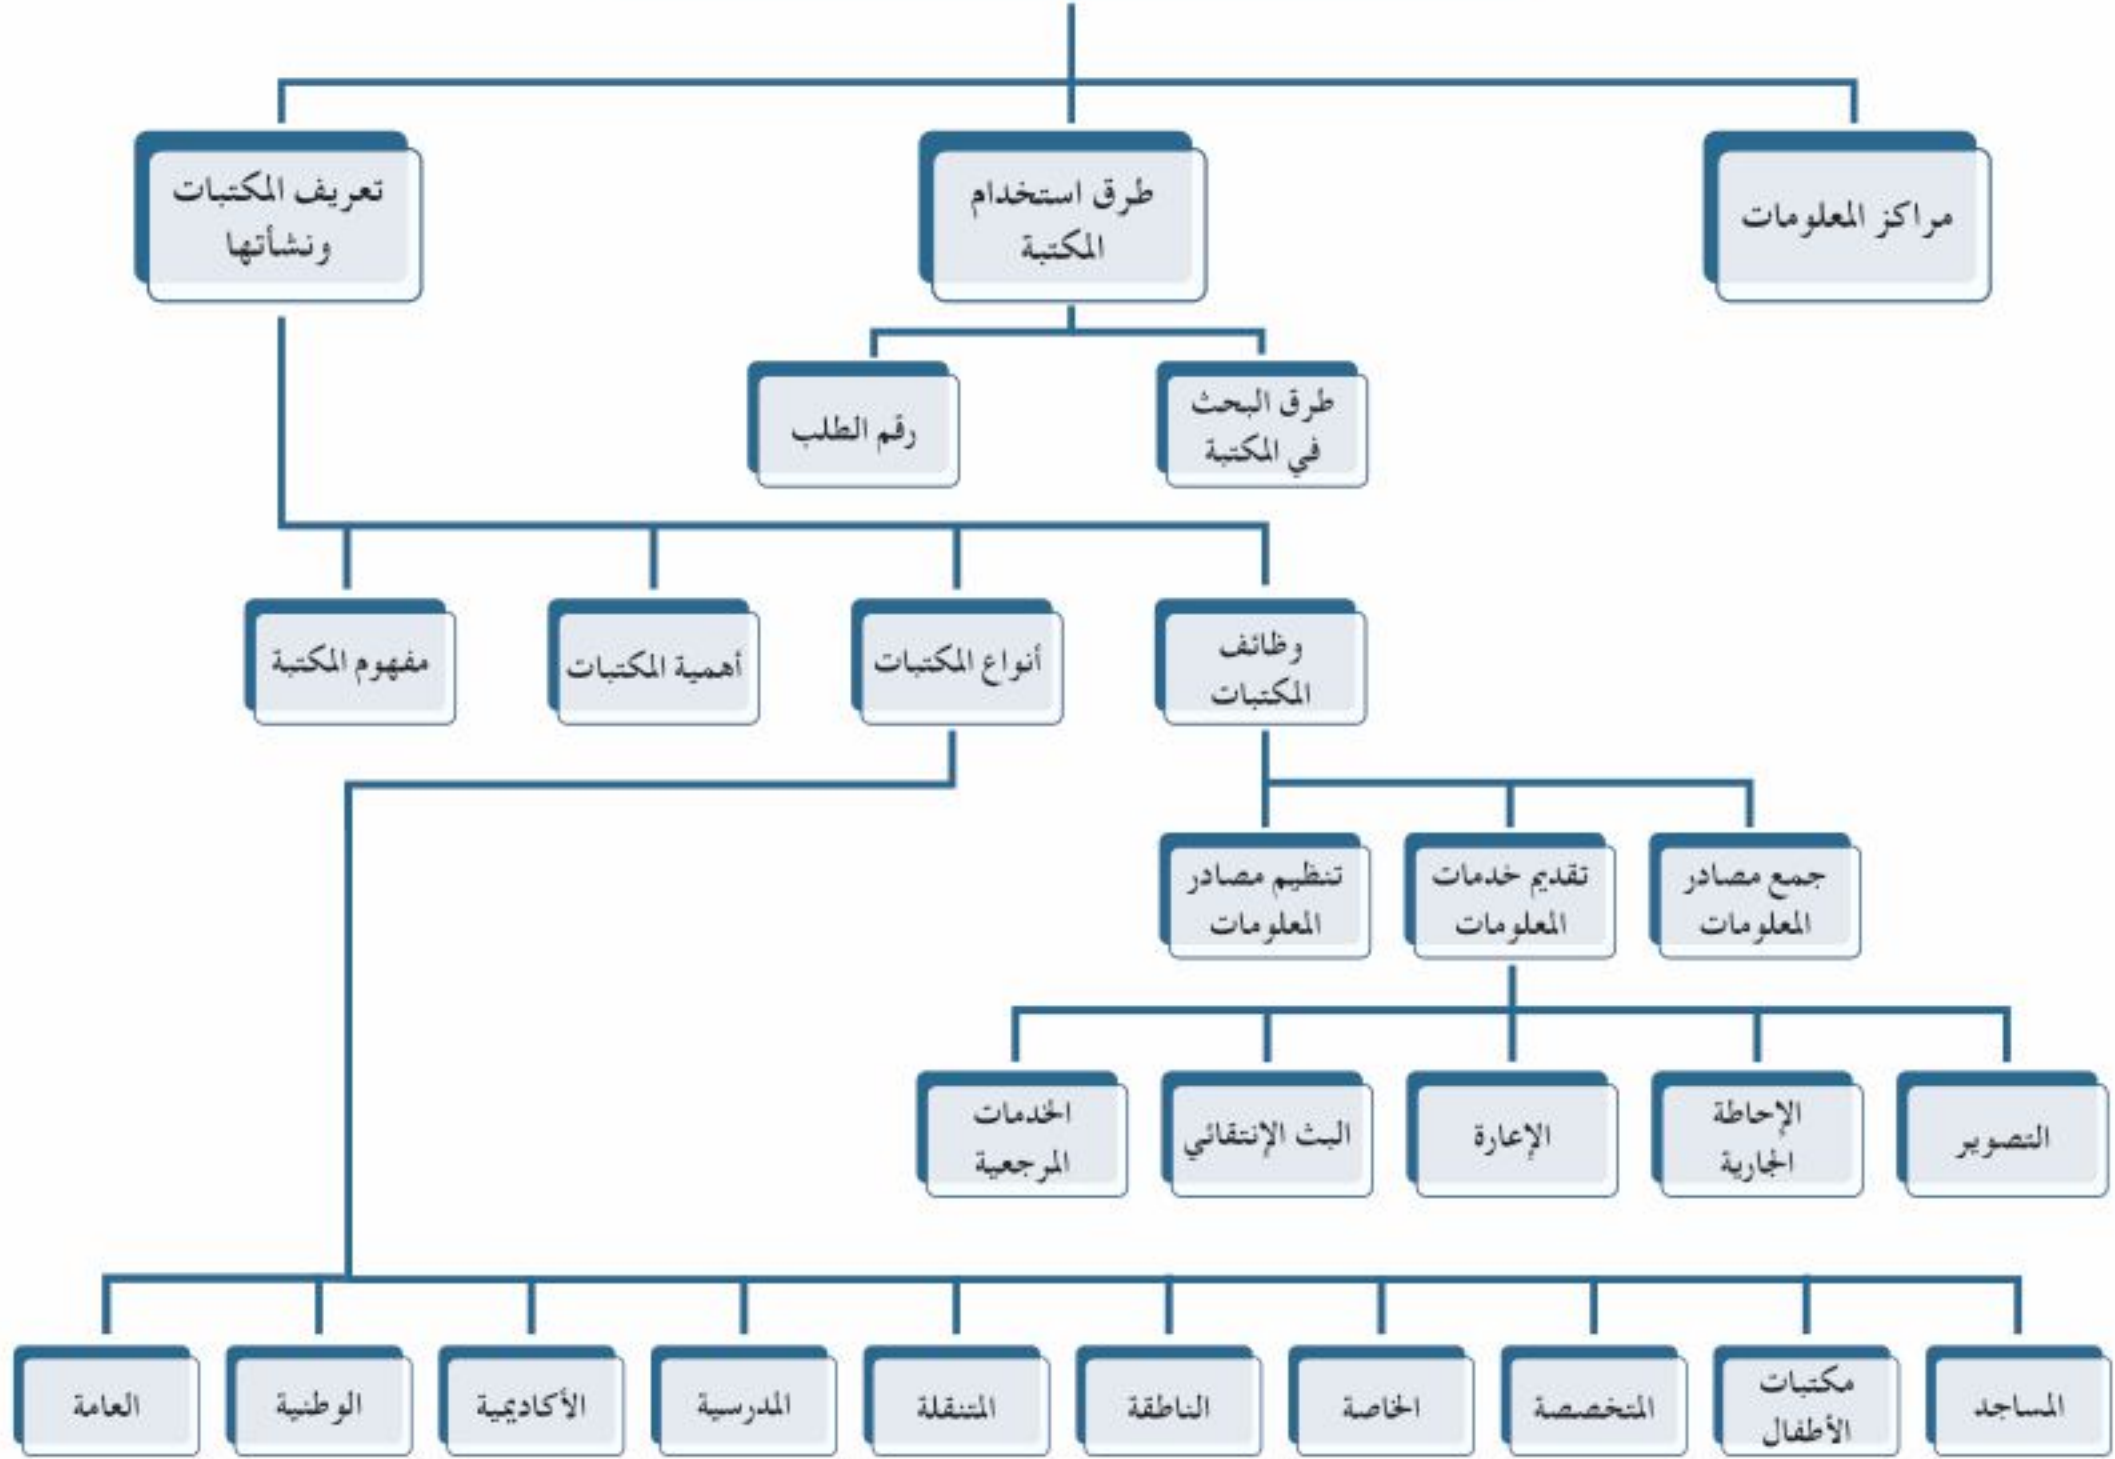 مراكز المعلومات
طرق استخدام
المكتبة
تعريف المكتبات
ونشأتها
طرق البحث
في المكتبة
رقم الطلب
وظائف
المكتبات
أنواع المكتبات
أهمية المكتبات
مفهوم المكتبة
جمع مصادر
المعلومات
تقديم خدمات
المعلومات
تنظيم مصادر
المعلومات
التصوير
الإحاطة
الجارية
الإعارة
البث الإنتقائي
الخدمات
المرجعية
المساجد
مكتبات
الأطفال
المتخصصة
الخاصة
الناطقة
المتنقلة
المدرسية
الأكاديمية
الوطنية
العامة